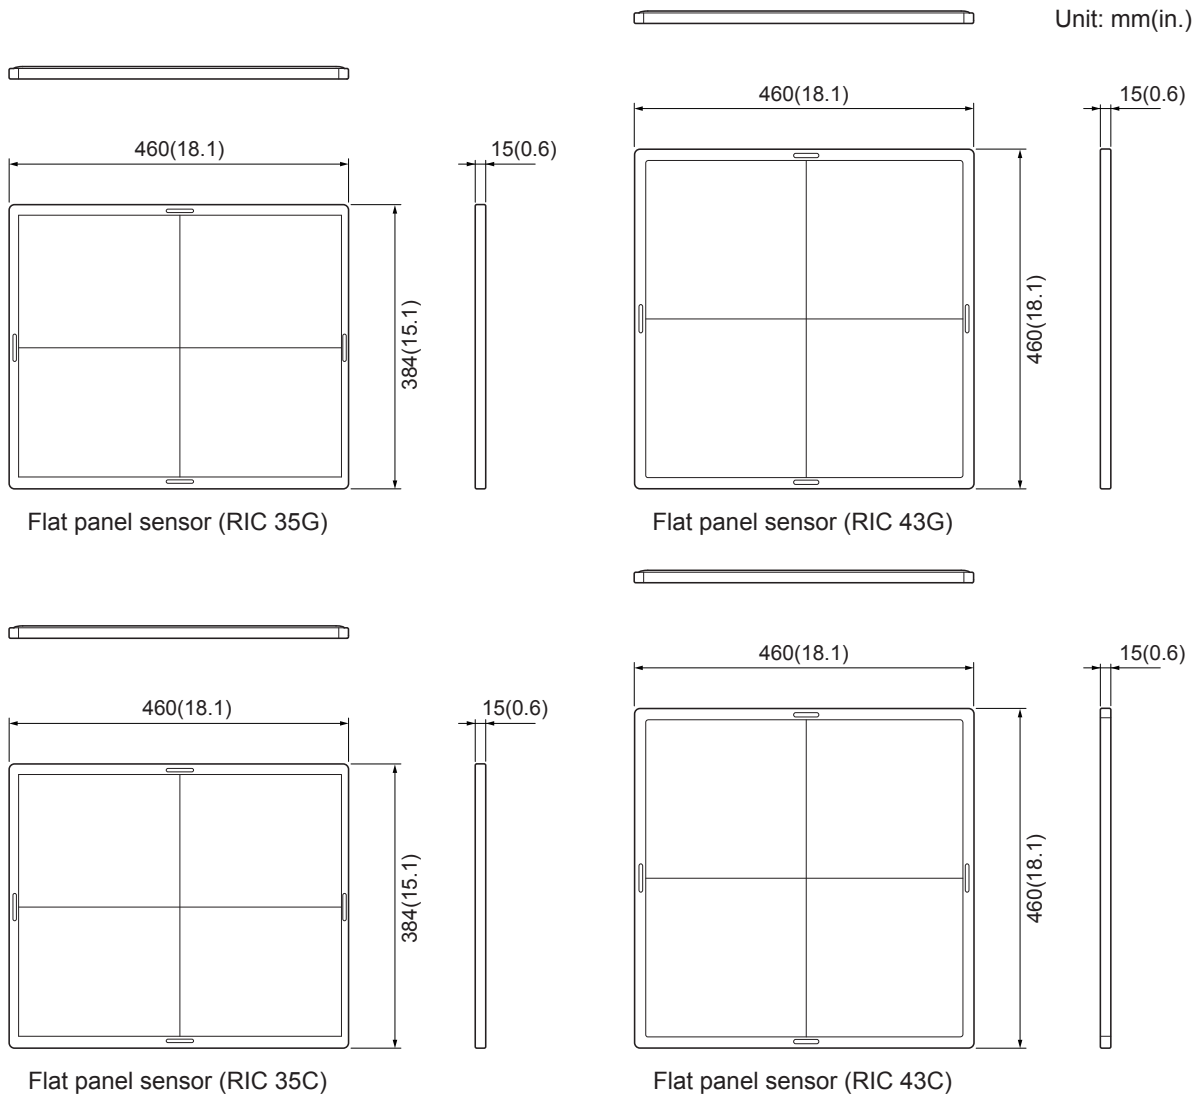 Unit: mm(in.)
460(18.1)
15(0.6)
384(15.1)
Flat panel sensor (RIC 35G)
460(18.1)
15(0.6)
460(18.1)
Flat panel sensor (RIC 43G)
460(18.1)
15(0.6)
384(15.1)
Flat panel sensor (RIC 35C)
460(18.1)
15(0.6)
460(18.1)
Flat panel sensor (RIC 43C)